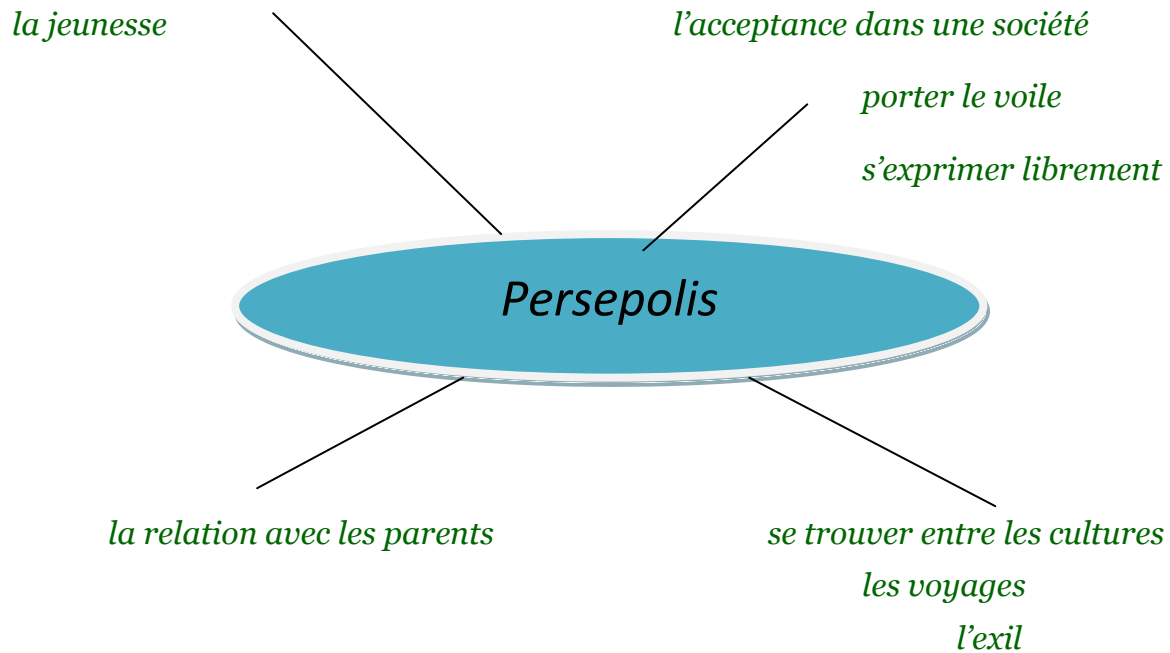 la jeunesse
l’acceptance dans une société
porter le voile
s’exprimer librement
Persepolis
la relation avec les parents
se trouver entre les cultures
les voyages
l’exil